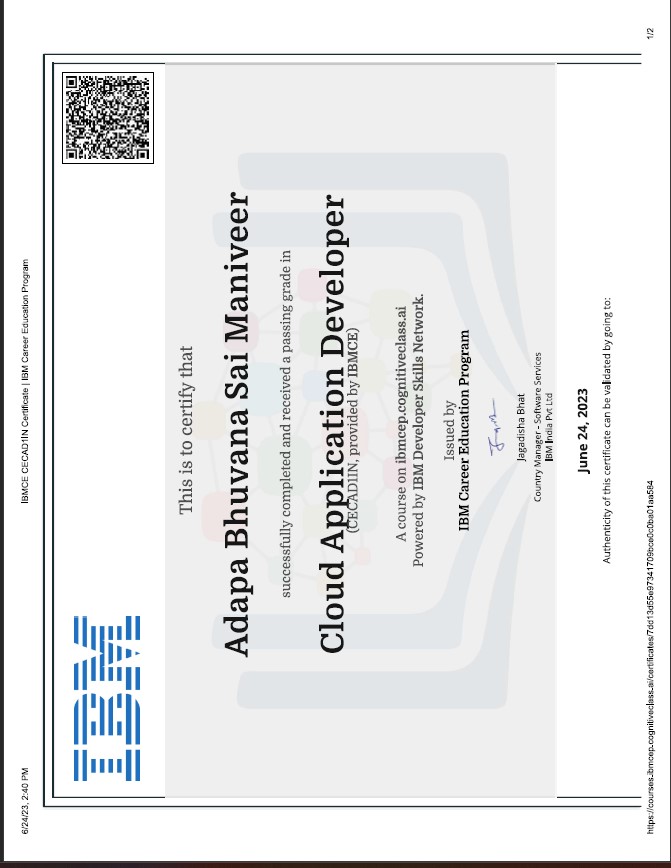 6/24/23, 2:40 PM
IBMCE CECAD1IN Certificate | IBM Career Education Program
IBM
This is to certify that
Adapa Bhuvana Sai Maniveer
successfully completed and received a passing grade in
Cloud Application Developer
(CECAD1IN, provided by IBMCE)
A course on ibmcep.cognitiveclass.ai
Powered by IBM Developer Skills Network.
Issued by
IBM Career Education Program
Jagadisha Bhat
Country Manager - Software Services
IBM India Pvt Ltd
June 24, 2023
Authenticity of this certificate can be validated by going to:
https://courses.ibmcep.cognitiveclass.ai/certificates/7dd13d55e97341709bce0c0ba01aa584
1/2